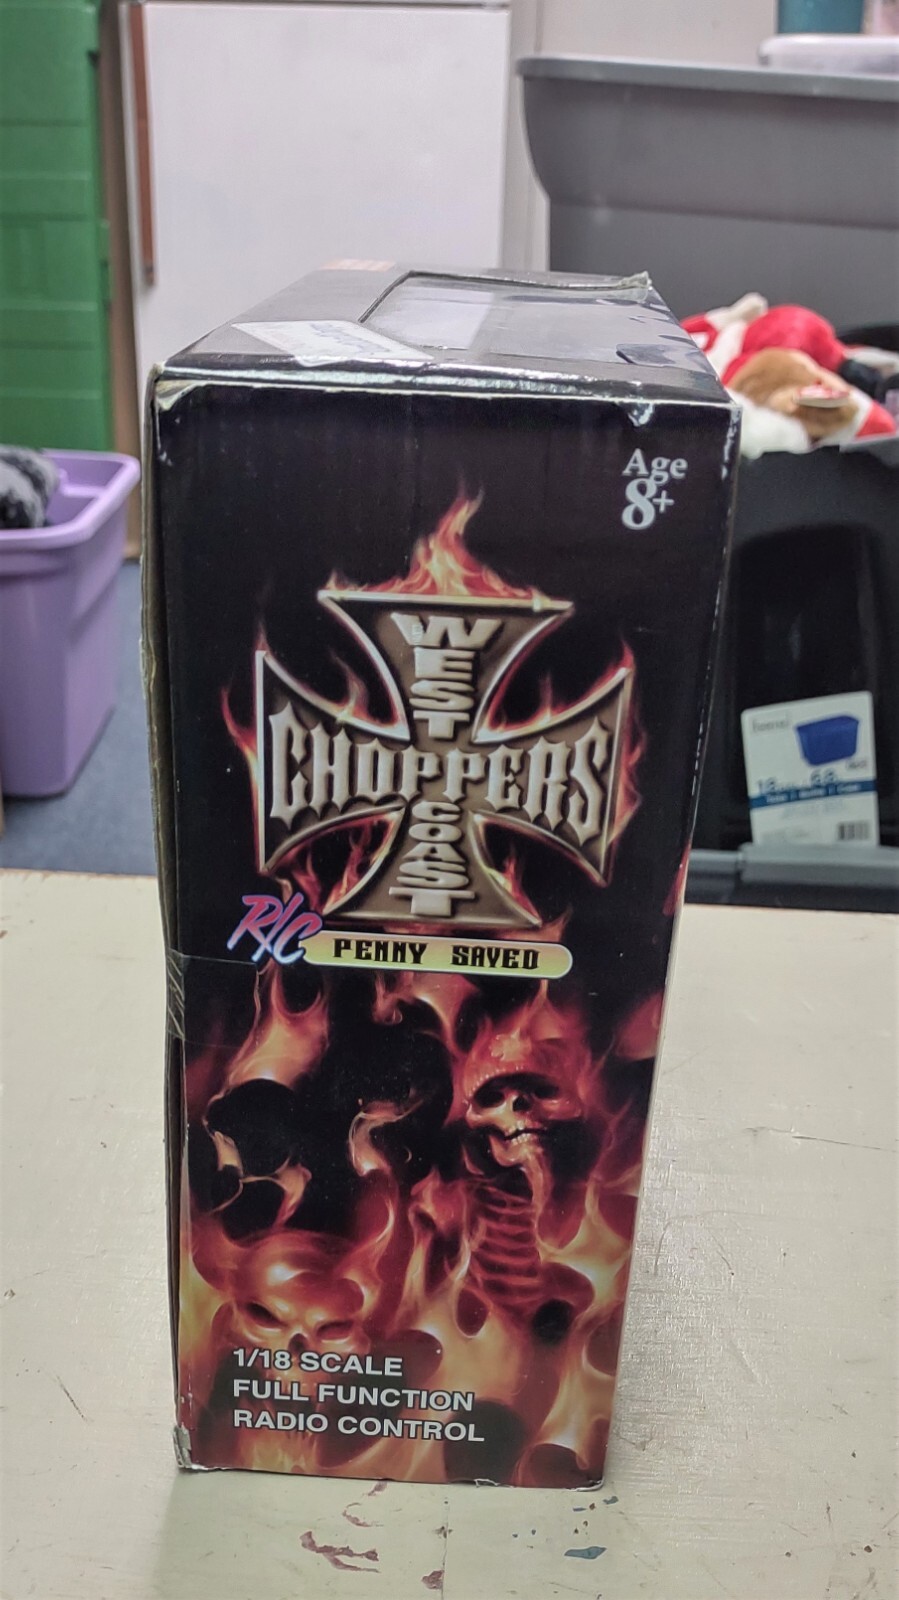 Age
8+
WEST
CHOPPERS
COAST
R/C PENNY SAVED
1/18 SCALE
FULL FUNCTION
RADIO CONTROL